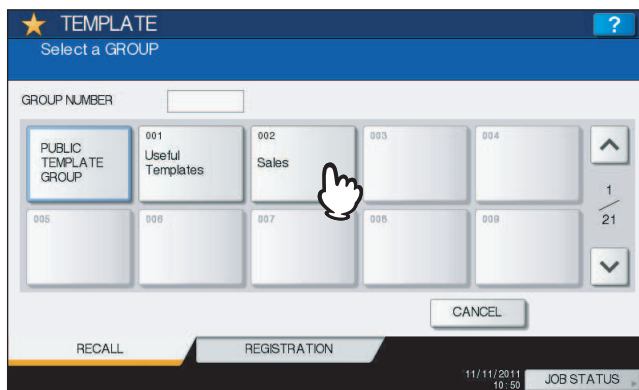 TEMPLATE
?
Select a GROUP
GROUP NUMBER
PUBLIC
TEMPLATE
GROUP
001
Useful
Templates
002
Sales
003
004
1
21
005
006
007
008
009
CANCEL
RECALL
REGISTRATION
11/11/2011
10:50
JOB STATUS